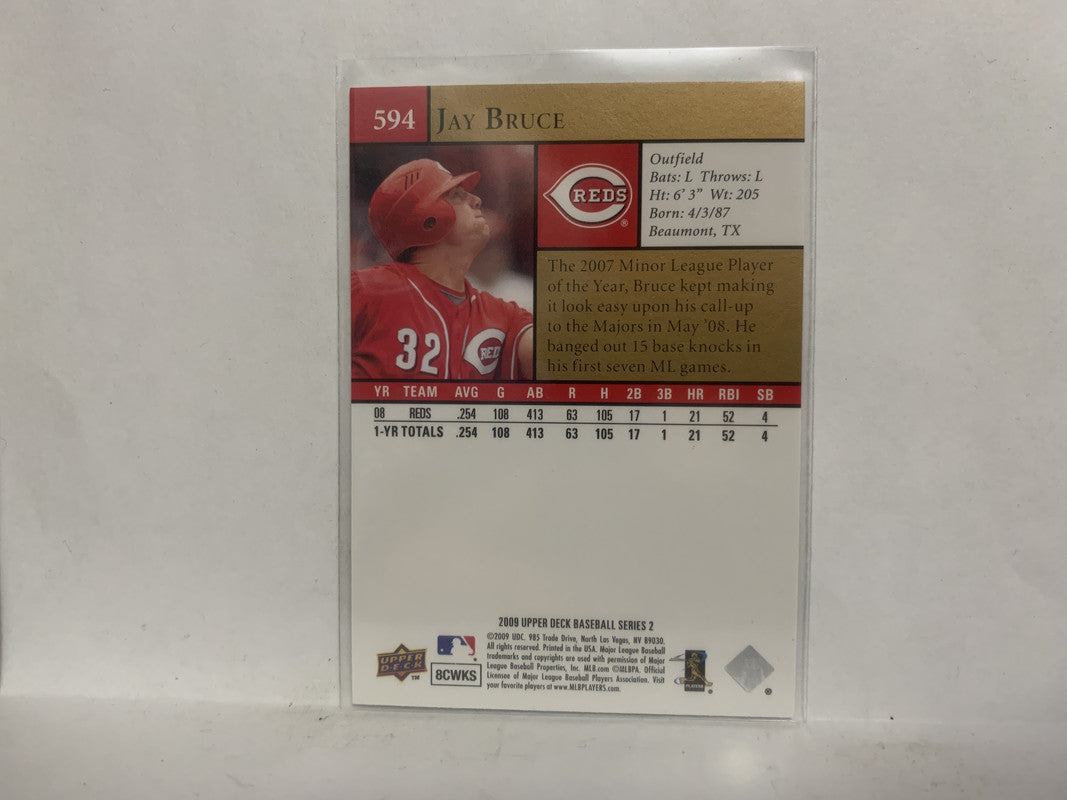 594 JAY BRUCE
REDS ®
Outfield
Bats: L Throws: L
Ht: 6' 3" Wt: 205
Born: 4/3/87
Beaumont, TX
32 REDS
The 2007 Minor League Player
of the Year, Bruce kept making
it look easy upon his call-up
to the Majors in May '08. He
banged out 15 base knocks in
his first seven ML games.
YR TEAM AVG G AB R H 2B 3B HR RBI SB
08 REDS .254 108 413 63 105 17 1 21 52 4
1-YR TOTALS .254 108 413 63 105 17 1 21 52 4
2009 UPPER DECK BASEBALL SERIES 2
©2009 UDC. 985 Trade Drive, North Las Vegas, NV 89030.
All rights reserved. Printed in the USA. Major League Baseball
trademarks and copyrights are used with permission of Major
League Baseball Properties, Inc. MLB.com ©MLBPA. Official
Licensee of Major League Baseball Players Association. Visit
your favorite players at www.MLBPLAYERS.com.
UPPER
DECK ™
8CWKS
PLAYERS ®
®